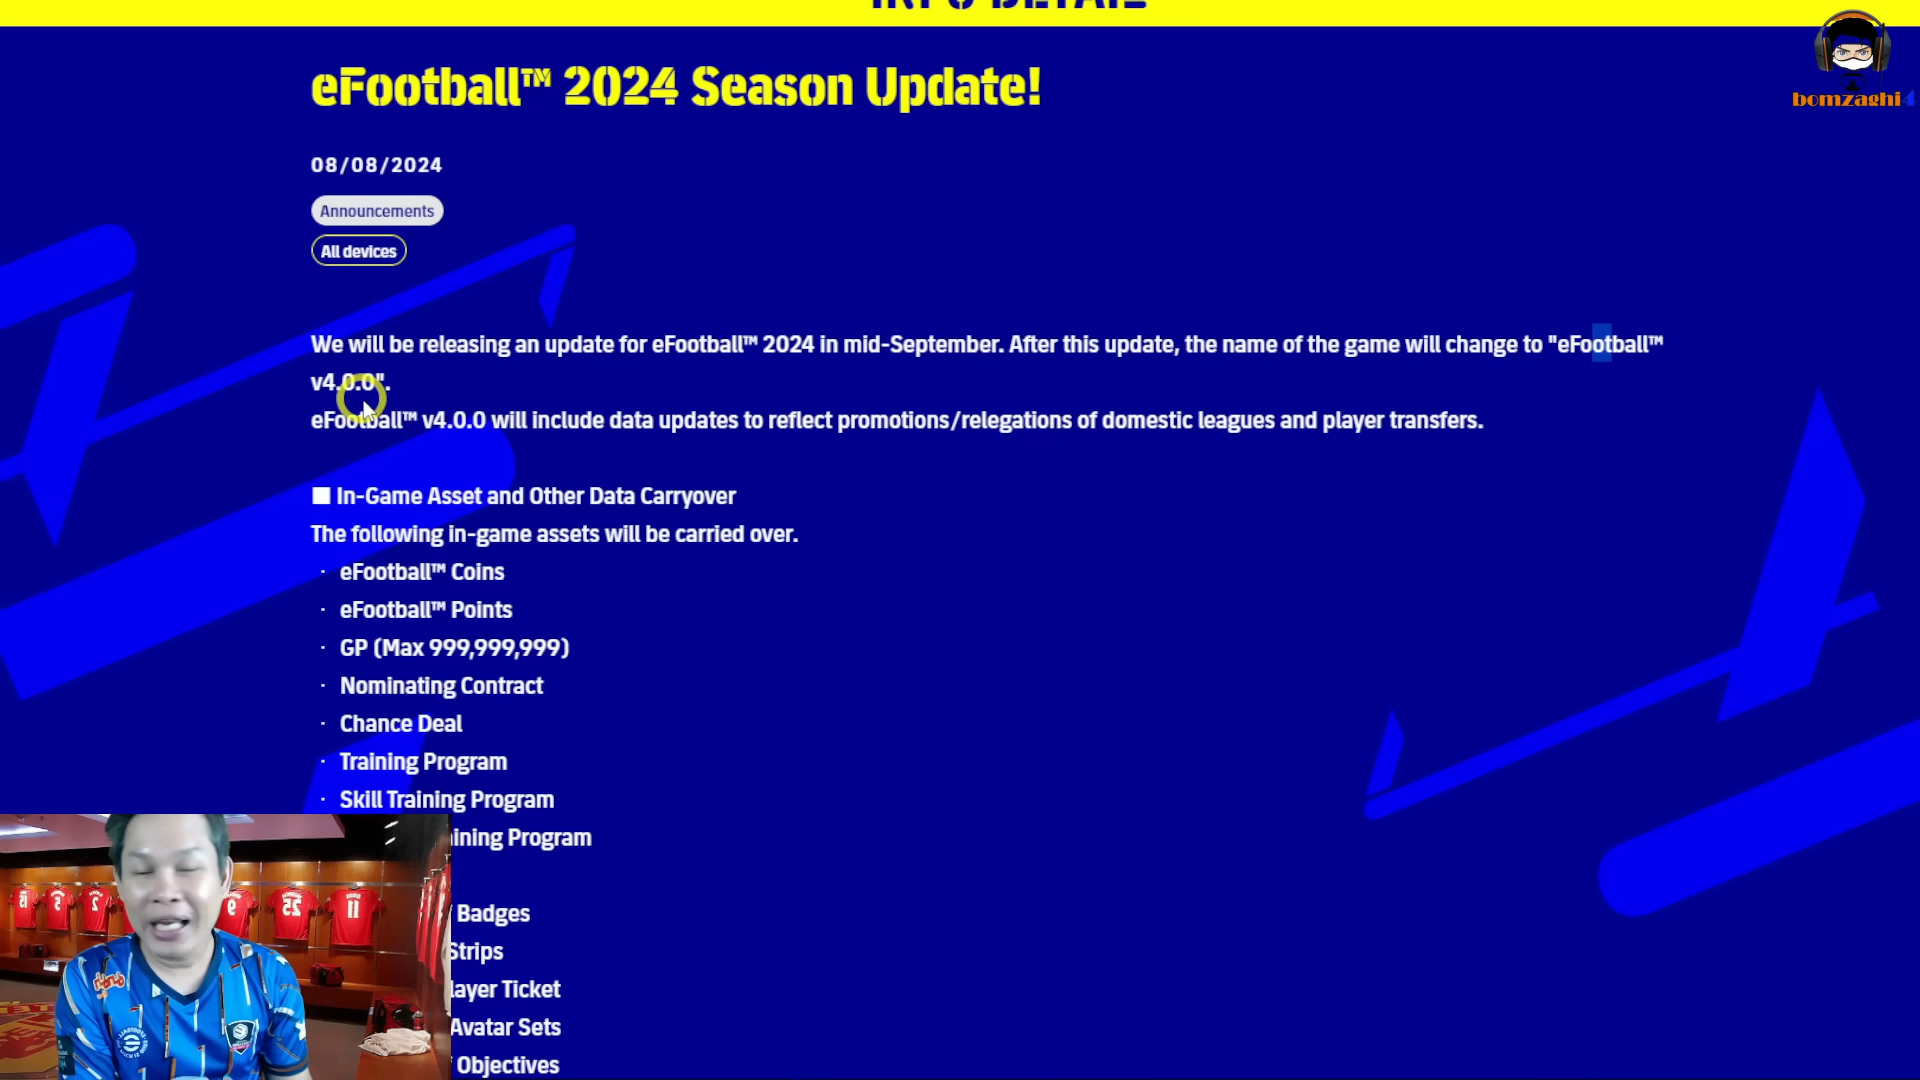 eFootball™ 2024 Season Update!
08/08/2024
Announcements
All devices
We will be releasing an update for eFootball™ 2024 in mid-September. After this update, the name of the game will change to "eFootball™
v4.0.0".
eFootball™ v4.0.0 will include data updates to reflect promotions/relegations of domestic leagues and player transfers.
■ In-Game Asset and Other Data Carryover
The following in-game assets will be carried over.
· eFootball™ Coins
· eFootball™ Points
· GP (Max 999,999,999)
· Nominating Contract
· Chance Deal
· Training Program
· Skill Training Program
Program
Badges
Strips
Ticket
Avatar Sets
Objectives
bomzaghi4